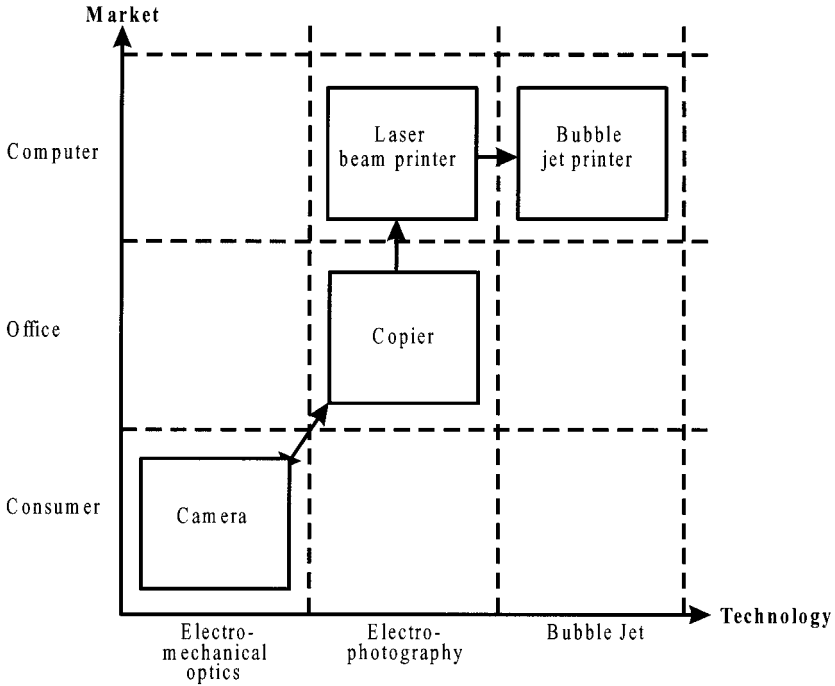 Market
Computer
Laser
beam printer
Bubble
jet printer
Office
Copier
Consumer
Camera
Technology
Electro-
mechanical
optics
Electro-
photography
Bubble Jet